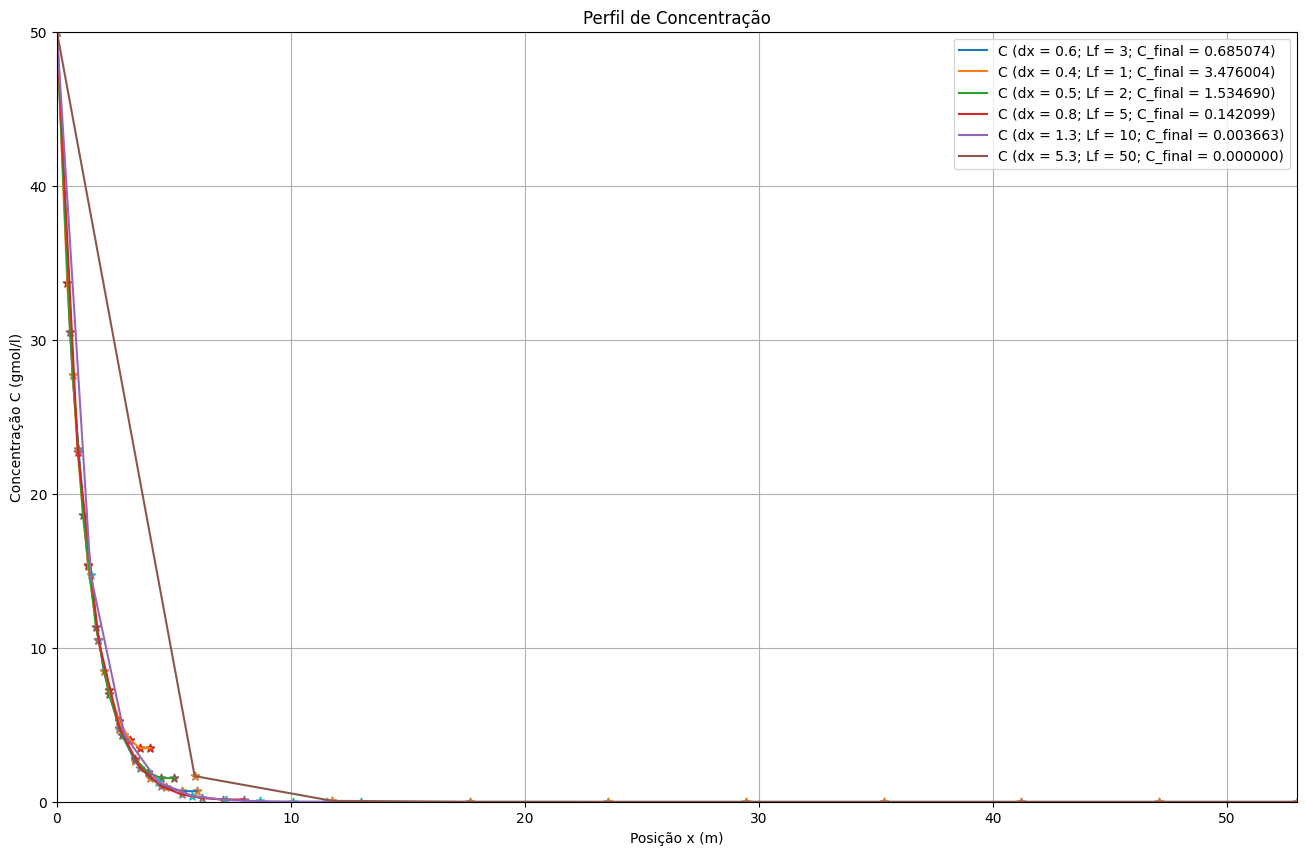 Perfil de Concentração
C (dx = 0.6; Lf = 3; C_final = 0.685074)
C (dx = 0.4; Lf = 1; C_final = 3.476004)
C (dx = 0.5; Lf = 2; C_final = 1.534690)
C (dx = 0.8; Lf = 5; C_final = 0.142099)
C (dx = 1.3; Lf = 10; C_final = 0.003663)
C (dx = 5.3; Lf = 50; C_final = 0.000000)
Concentração C (gmol/l)
50
40
30
20
10
0
0 10 20 30 40 50
Posição x (m)